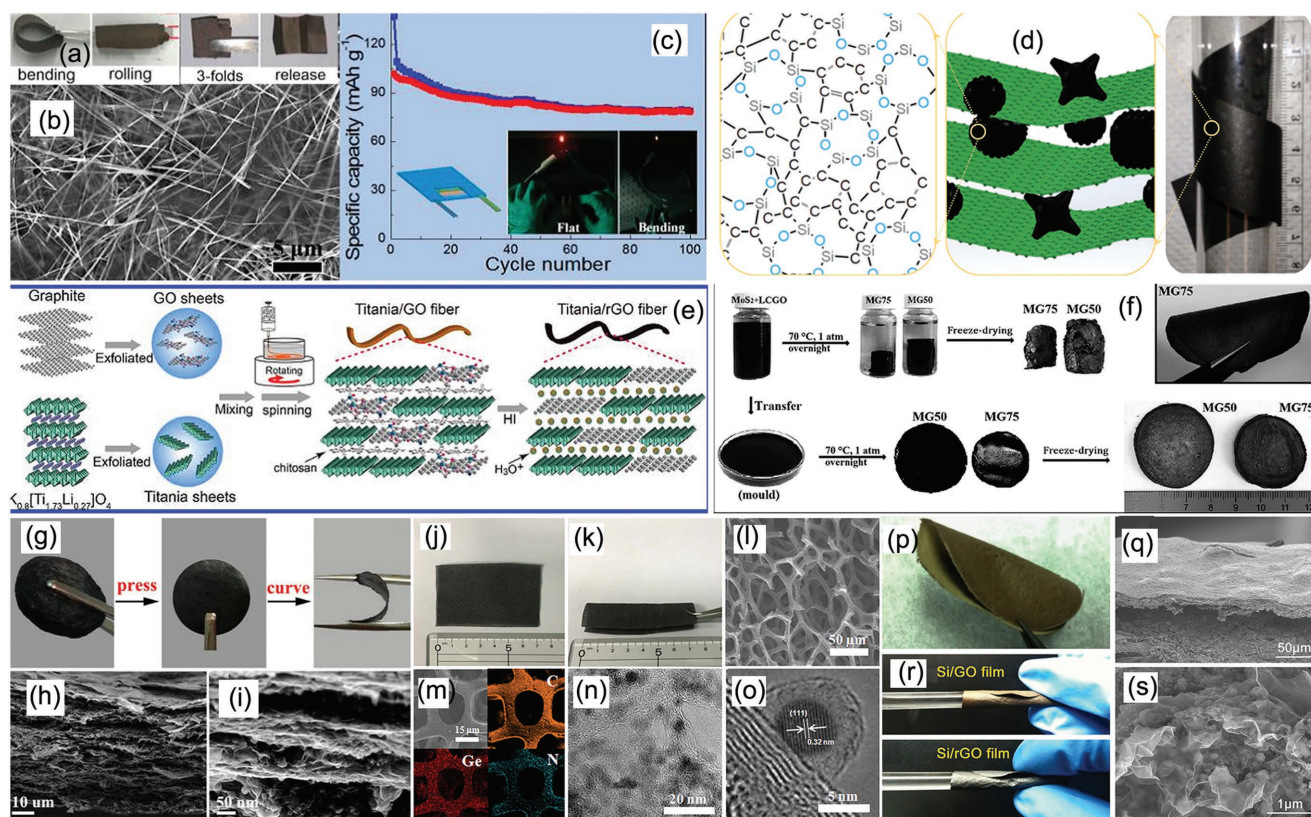 (a)
bending
rolling
3-folds
release
(b)
5 μm
(c)
Specific capacity (mAh g⁻¹)
120
90
60
30
0
0 20 40 60 80 100
Cycle number
Flat
Bending
(d)
Graphite
Exfoliated
GO sheets
Exfoliated
Titania sheets
K₀.₈[Ti₁.₇₃Li₀.₂₇]O₄
Mixing
Rotating
spinning
Titania/GO fiber
chitosan
HI
Titania/rGO fiber
H₃O⁺
(e)
MoS₂+LCGO
70 °C, 1 atm
overnight
MG75
MG50
Freeze-drying
MG75
MG50
MG75
(f)
Transfer
(mould)
70 °C, 1 atm
overnight
MG50
MG75
Freeze-drying
MG50
MG75
(g)
press
curve
(h)
10 um
(i)
50 nm
(j)
(k)
(l)
50μm
(m)
15 μm
C
Ge
N
(n)
20 nm
(o)
(111)
0.32 nm
5 nm
(p)
(q)
50μm
(r)
Si/GO film
Si/rGO film
(s)
1μm